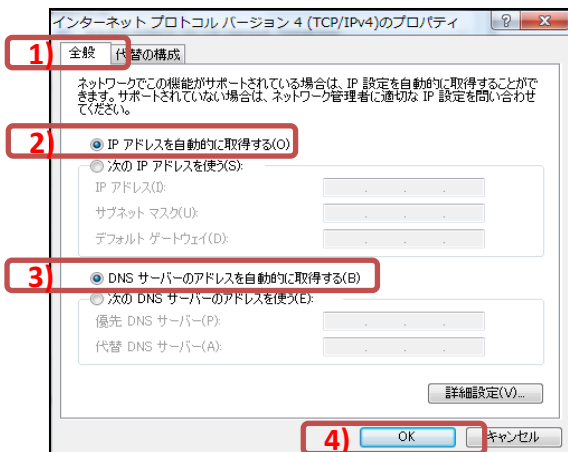 インターネット プロトコル バージョン 4 (TCP/IPv4)のプロパティ
1) 全般 代替の構成
ネットワークでこの機能がサポートされている場合は、IP 設定を自動的に取得することがで
きます。サポートされていない場合は、ネットワーク管理者に適切な IP 設定を問い合わせ
てください。
2) IP アドレスを自動的に取得する(O)
次の IP アドレスを使う(S):
IP アドレス(I):
サブネット マスク(U):
デフォルト ゲートウェイ(D):
3) DNS サーバーのアドレスを自動的に取得する(B)
次の DNS サーバーのアドレスを使う(E):
優先 DNS サーバー(P):
代替 DNS サーバー(A):
詳細設定(V)...
4) OK キャンセル